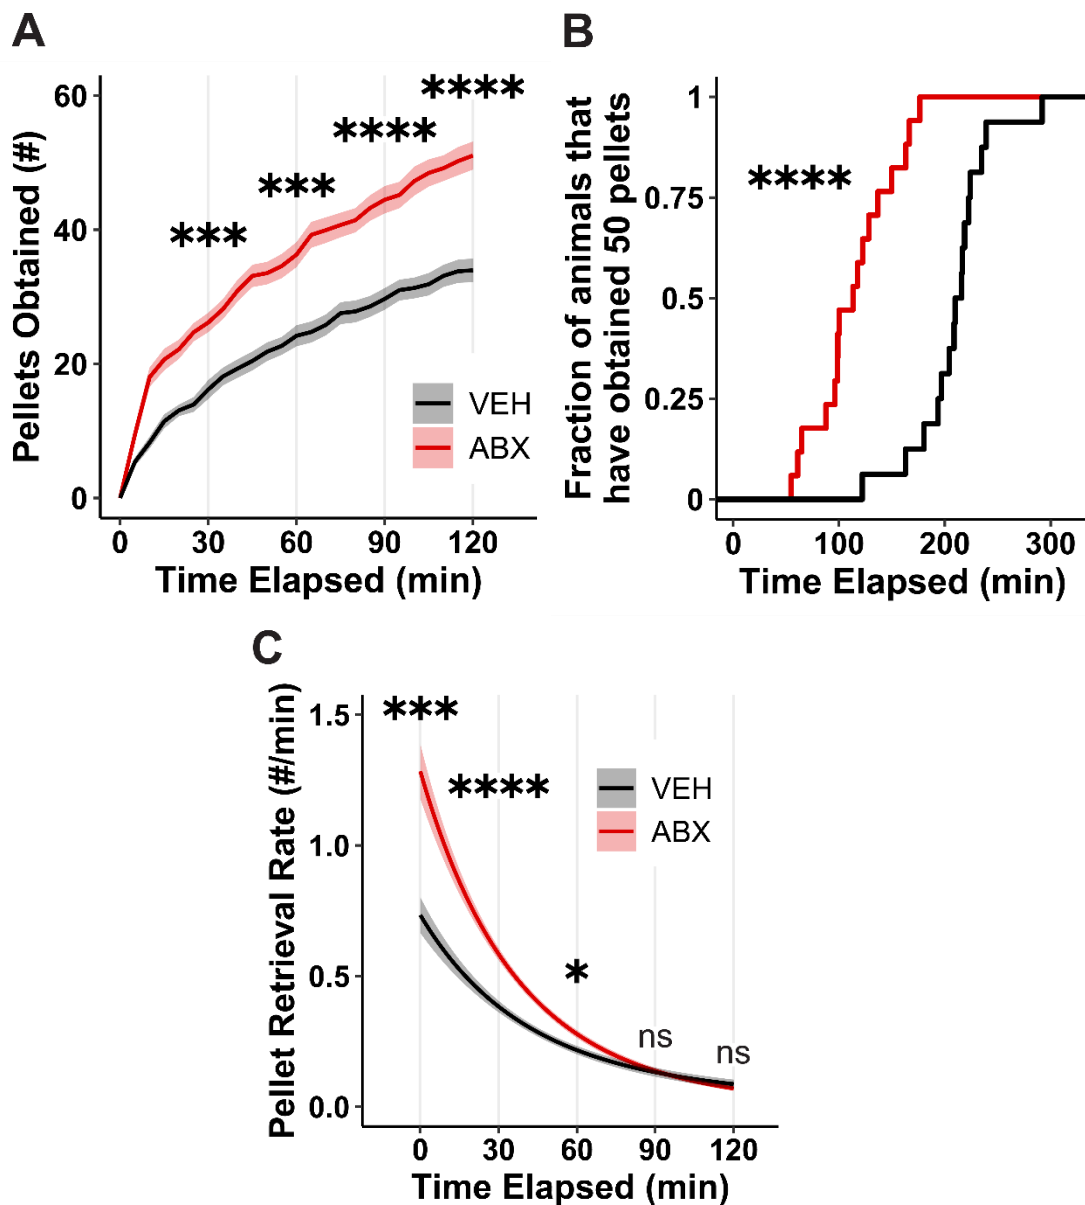 A
Pellets Obtained (#)
60
40
20
0
***
***
****
****
VEH
ABX
0 30 60 90 120
Time Elapsed (min)
B
Fraction of animals that
have obtained 50 pellets
1
0.75
0.5
0.25
0
****
0 100 200 300
Time Elapsed (min)
C
Pellet Retrieval Rate (#/min)
1.5
1.0
0.5
0.0
***
****
*
ns
ns
VEH
ABX
0 30 60 90 120
Time Elapsed (min)